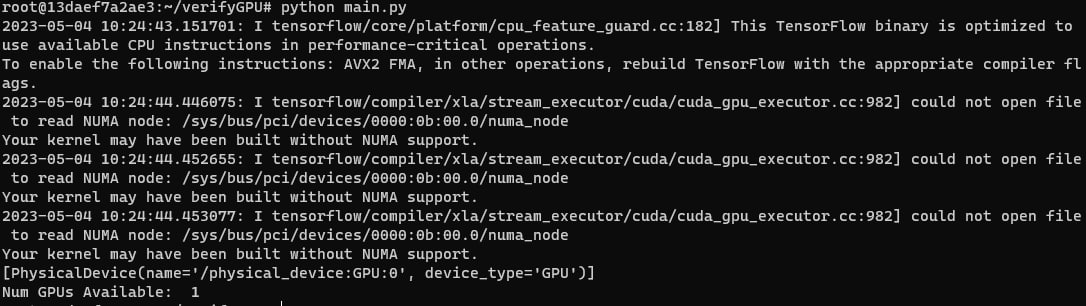 root@13daef7a2ae3:~/verifyGPU# python main.py
2023-05-04 10:24:43.151701: I tensorflow/core/platform/cpu_feature_guard.cc:182] This TensorFlow binary is optimized to
use available CPU instructions in performance-critical operations.
To enable the following instructions: AVX2 FMA, in other operations, rebuild TensorFlow with the appropriate compiler fl
ags.
2023-05-04 10:24:44.446075: I tensorflow/compiler/xla/stream_executor/cuda/cuda_gpu_executor.cc:982] could not open file
 to read NUMA node: /sys/bus/pci/devices/0000:0b:00.0/numa_node
Your kernel may have been built without NUMA support.
2023-05-04 10:24:44.452655: I tensorflow/compiler/xla/stream_executor/cuda/cuda_gpu_executor.cc:982] could not open file
 to read NUMA node: /sys/bus/pci/devices/0000:0b:00.0/numa_node
Your kernel may have been built without NUMA support.
2023-05-04 10:24:44.453077: I tensorflow/compiler/xla/stream_executor/cuda/cuda_gpu_executor.cc:982] could not open file
 to read NUMA node: /sys/bus/pci/devices/0000:0b:00.0/numa_node
Your kernel may have been built without NUMA support.
[PhysicalDevice(name='/physical_device:GPU:0', device_type='GPU')]
Num GPUs Available:  1